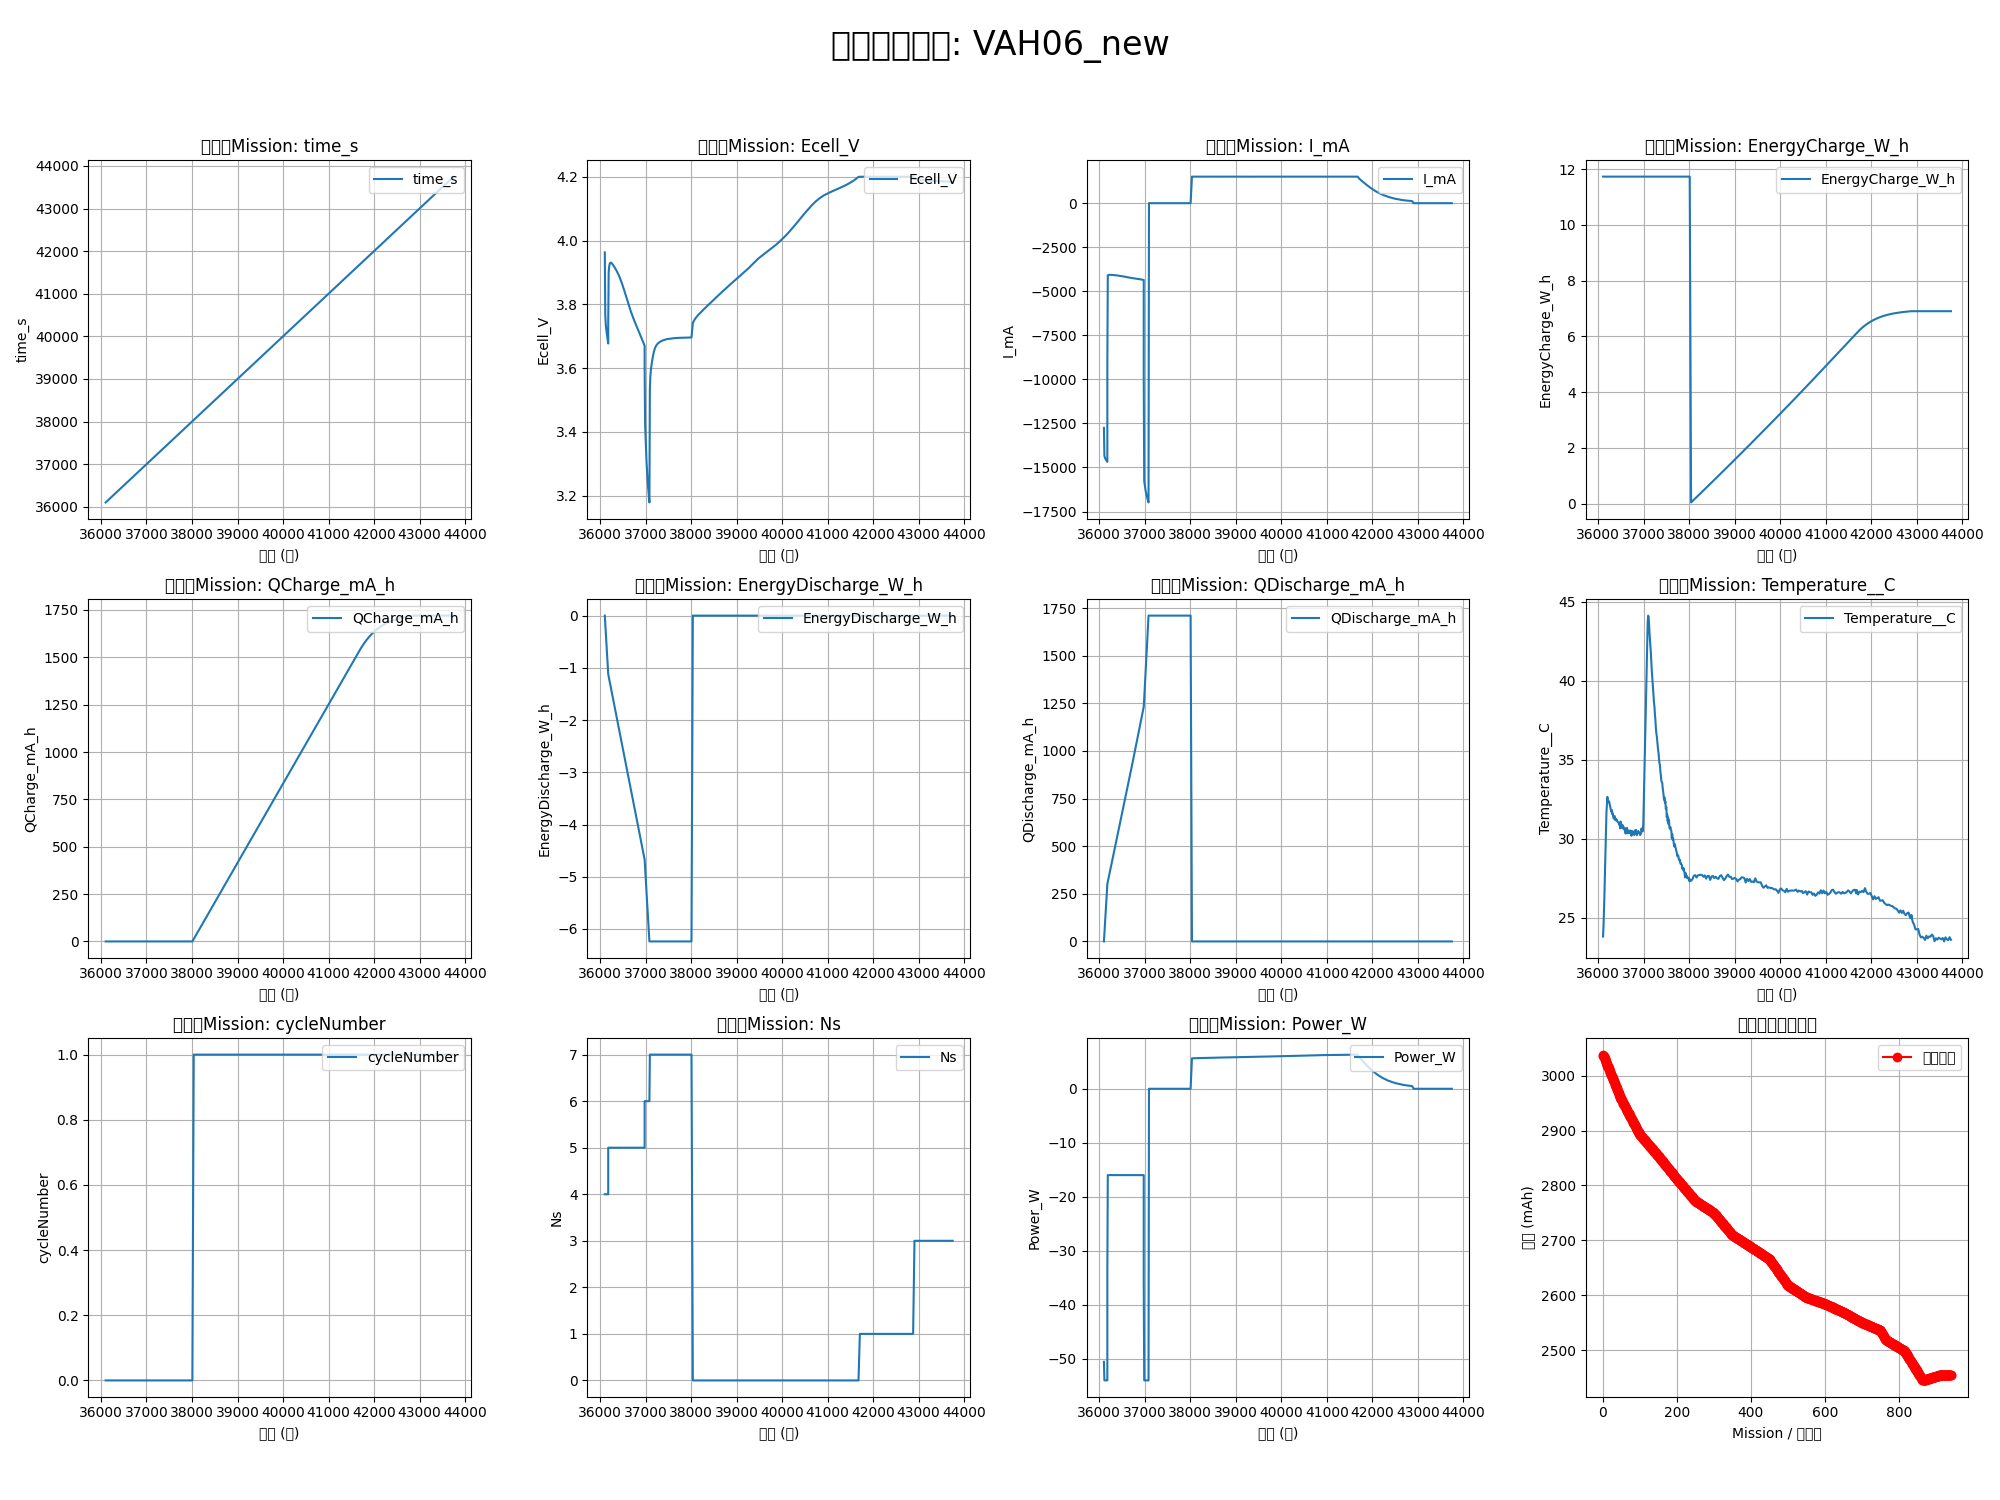 : VAH06_new
Mission: time_s
44000
43000
42000
41000
40000
39000
38000
37000
36000
time_s
time_s
36000 37000 38000 39000 40000 41000 42000 43000 44000
Mission: Ecell_V
4.2
4.0
3.8
3.6
3.4
3.2
Ecell_V
Ecell_V
36000 37000 38000 39000 40000 41000 42000 43000 44000
Mission: I_mA
0
−2500
−5000
−7500
−10000
−12500
−15000
−17500
I_mA
I_mA
36000 37000 38000 39000 40000 41000 42000 43000 44000
Mission: EnergyCharge_W_h
12
10
8
6
4
2
0
EnergyCharge_W_h
EnergyCharge_W_h
36000 37000 38000 39000 40000 41000 42000 43000 44000
Mission: QCharge_mA_h
1750
1500
1250
1000
750
500
250
0
QCharge_mA_h
QCharge_mA_h
36000 37000 38000 39000 40000 41000 42000 43000 44000
Mission: EnergyDischarge_W_h
0
−1
−2
−3
−4
−5
−6
EnergyDischarge_W_h
EnergyDischarge_W_h
36000 37000 38000 39000 40000 41000 42000 43000 44000
Mission: QDischarge_mA_h
1750
1500
1250
1000
750
500
250
0
QDischarge_mA_h
QDischarge_mA_h
36000 37000 38000 39000 40000 41000 42000 43000 44000
Mission: Temperature__C
45
40
35
30
25
Temperature__C
Temperature__C
36000 37000 38000 39000 40000 41000 42000 43000 44000
Mission: cycleNumber
1.0
0.8
0.6
0.4
0.2
0.0
cycleNumber
cycleNumber
36000 37000 38000 39000 40000 41000 42000 43000 44000
Mission: Ns
7
6
5
4
3
2
1
0
Ns
Ns
36000 37000 38000 39000 40000 41000 42000 43000 44000
Mission: Power_W
0
−10
−20
−30
−40
−50
Power_W
Power_W
36000 37000 38000 39000 40000 41000 42000 43000 44000
3000
2900
2800
2700
2600
2500
(mAh)
0 200 400 600 800
Mission /